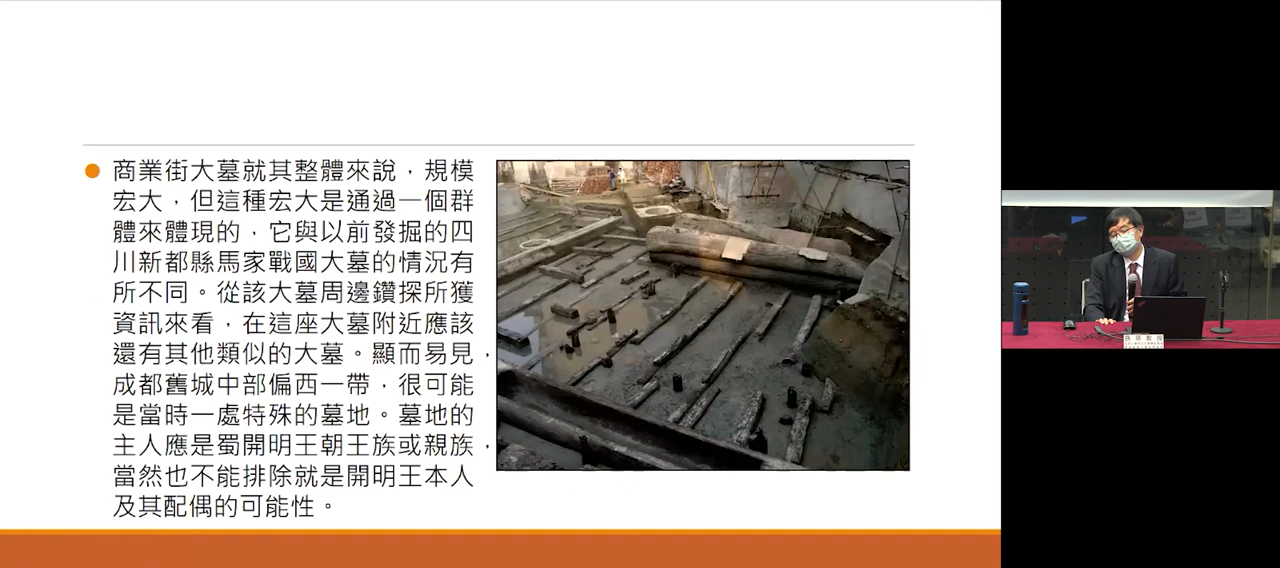 商業街大墓就其整體來說，規模
宏大，但這種宏大是通過一個群
體來體現的，它與以前發掘的四
川新都縣馬家戰國大墓的情況有
所不同。從該大墓周邊鑽探所獲
資訊來看，在這座大墓附近應該
還有其他類似的大墓。顯而易見，
成都舊城中部偏西一帶，很可能
是當時一處特殊的墓地。墓地的
主人應是蜀開明王朝王族或親族，
當然也不能排除就是開明王本人
及其配偶的可能性。